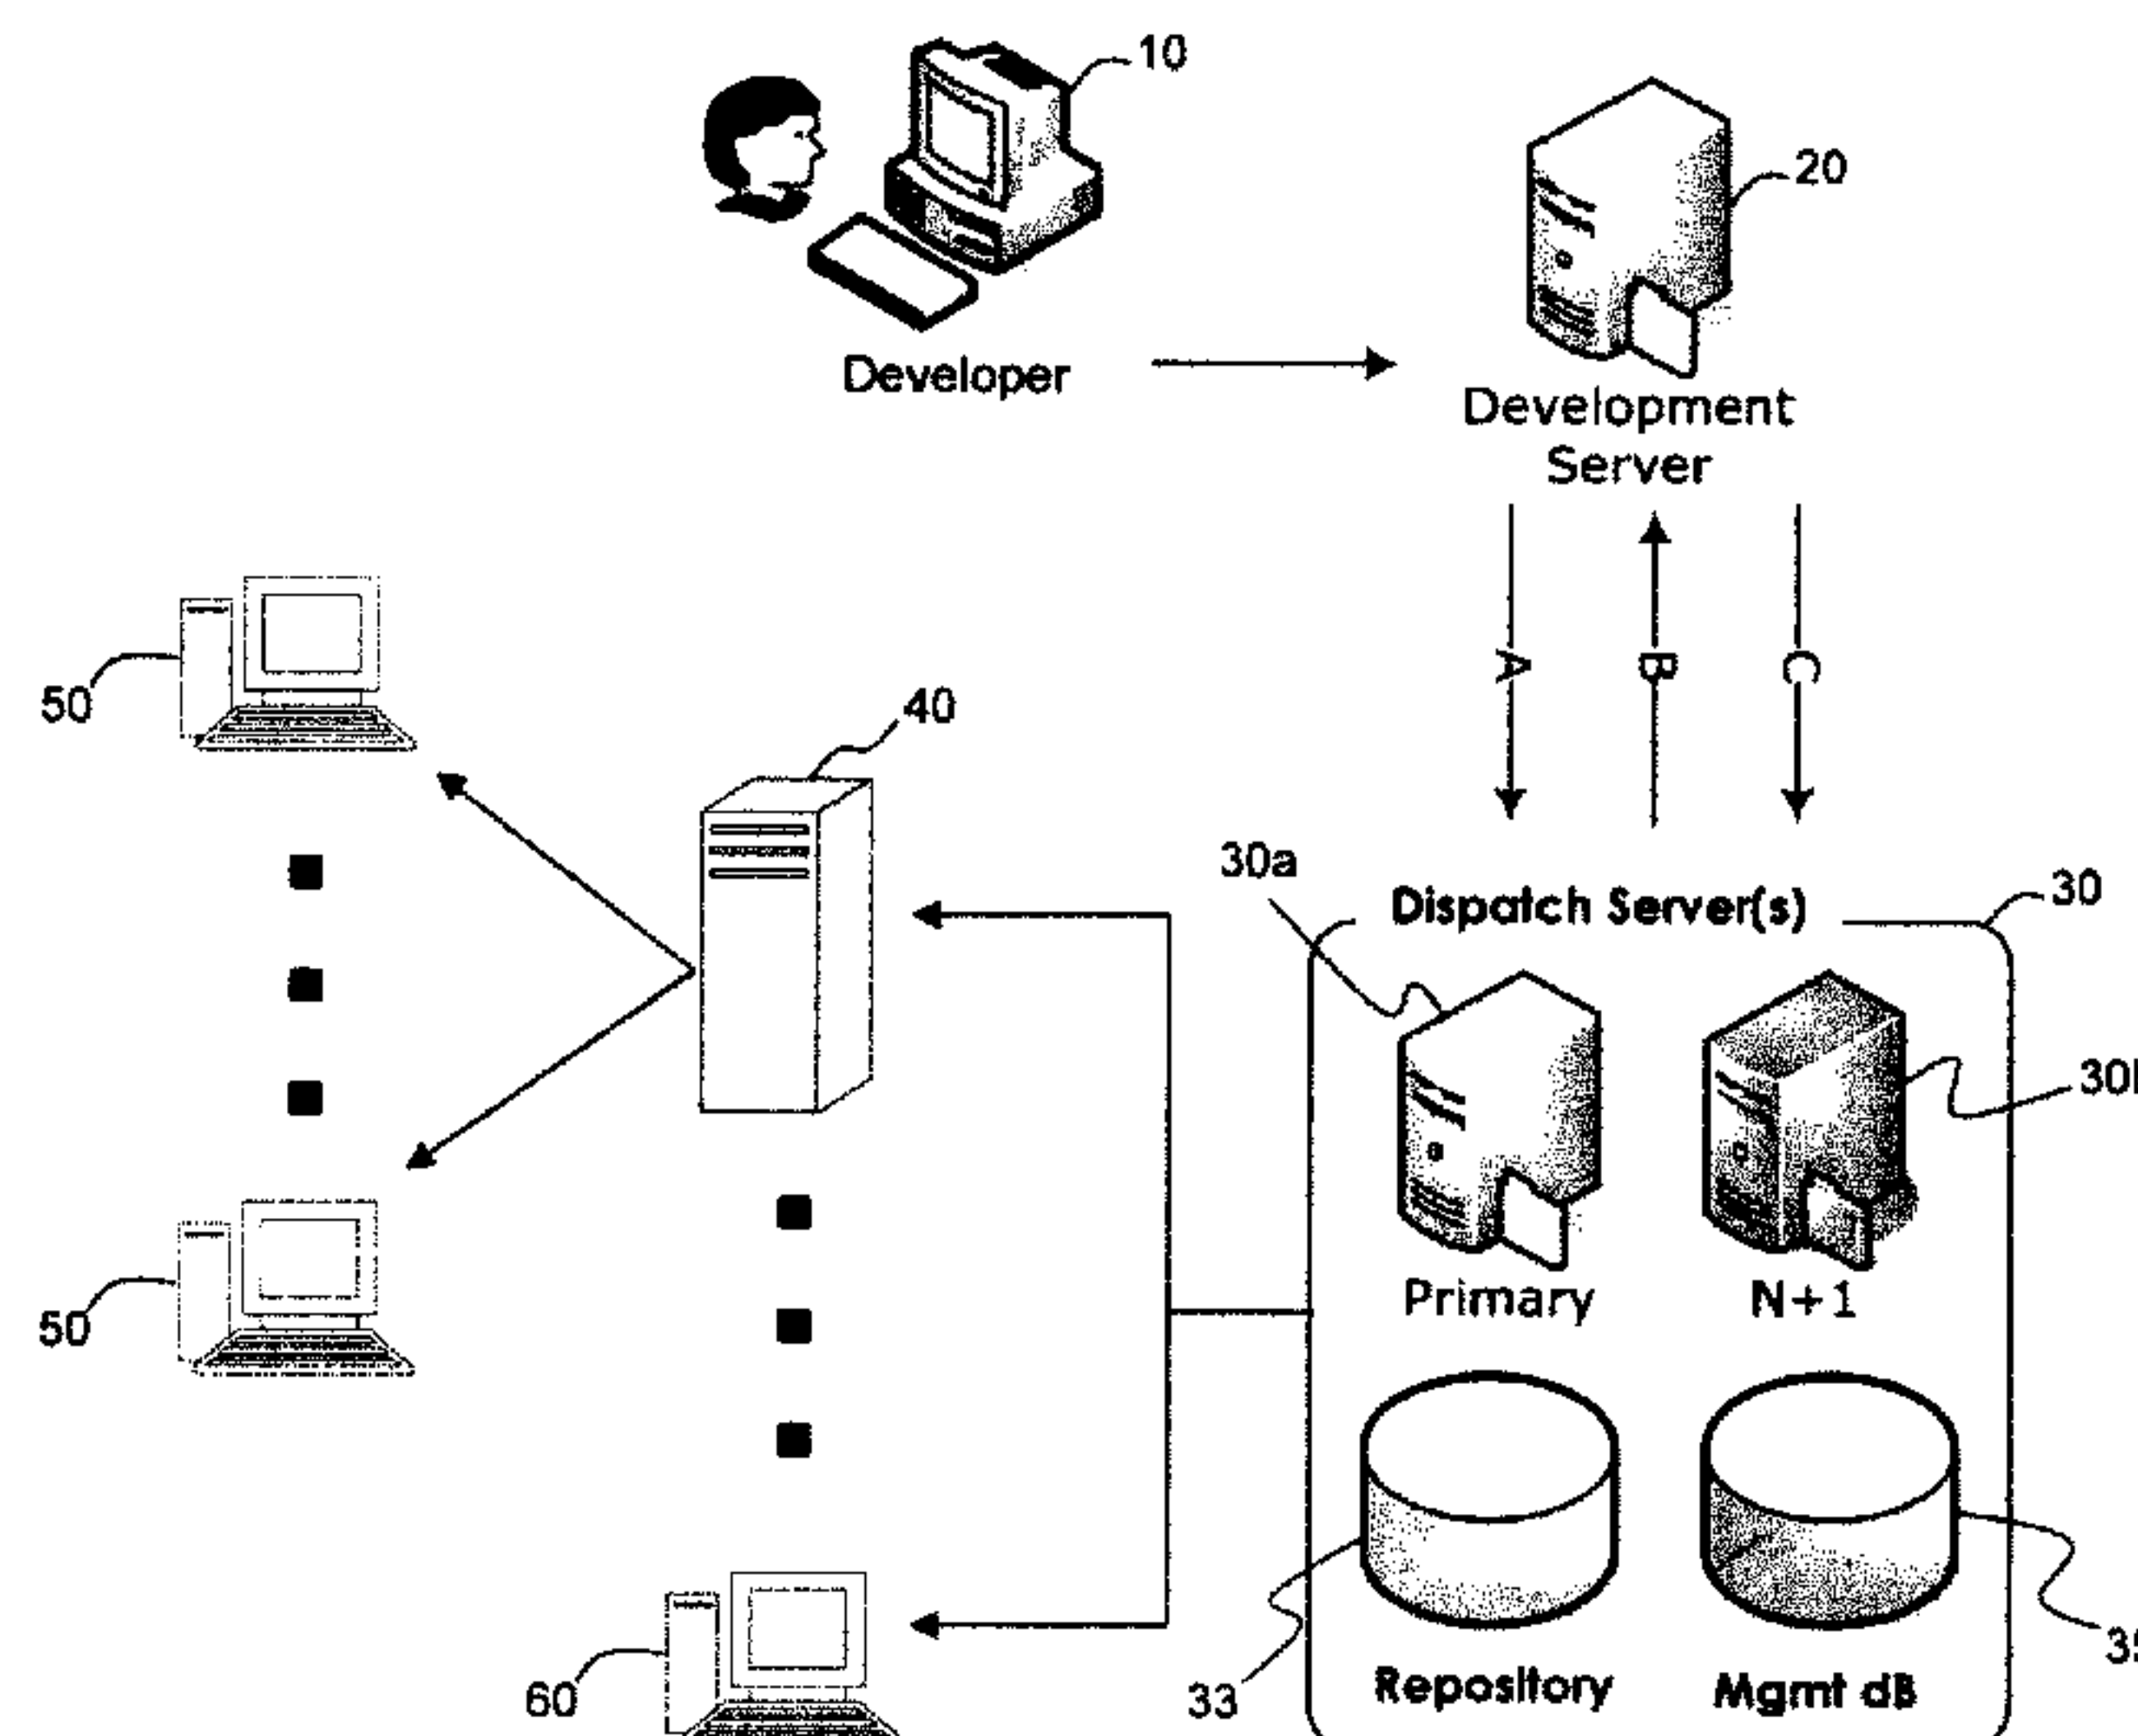 10
20
Developer
Development
Server
A
B
C
50
40
30a
Dispatch Server(s)
30
Primary
N+1
50
33
Repository
Mgmt dB
60